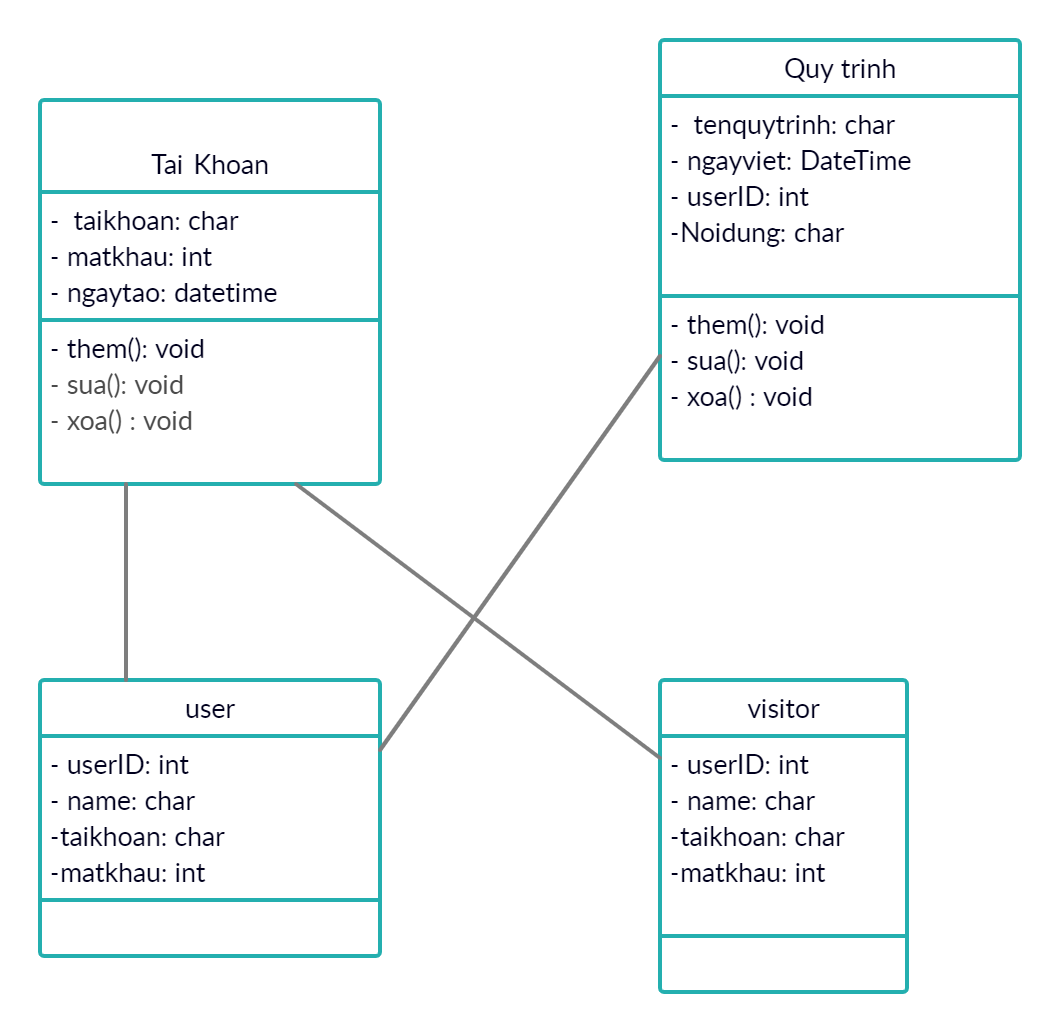 Tai Khoan
- taikhoan: char
- matkhau: int
- ngaytao: datetime
- them(): void
- sua(): void
- xoa() : void
Quy trinh
- tenquytrinh: char
- ngayviet: DateTime
- userID: int
-Noidung: char
- them(): void
- sua(): void
- xoa() : void
user
- userID: int
- name: char
-taikhoan: char
-matkhau: int
visitor
- userID: int
- name: char
-taikhoan: char
-matkhau: int